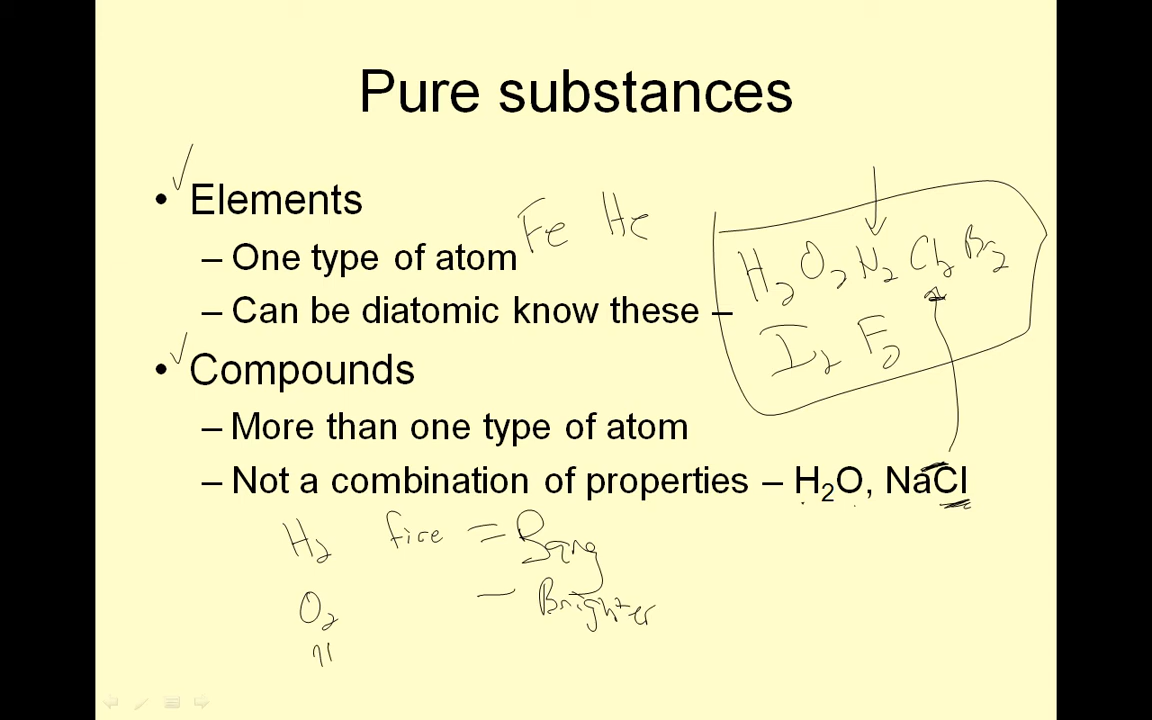 Pure substances
• Elements
– One type of atom Fe He
– Can be diatomic know these –
H2 O2 N2 Cl2 Br2
I2 F2
• Compounds
– More than one type of atom
– Not a combination of properties – H₂O, NaCl
H2 fire = Bang
O2 – Brighter